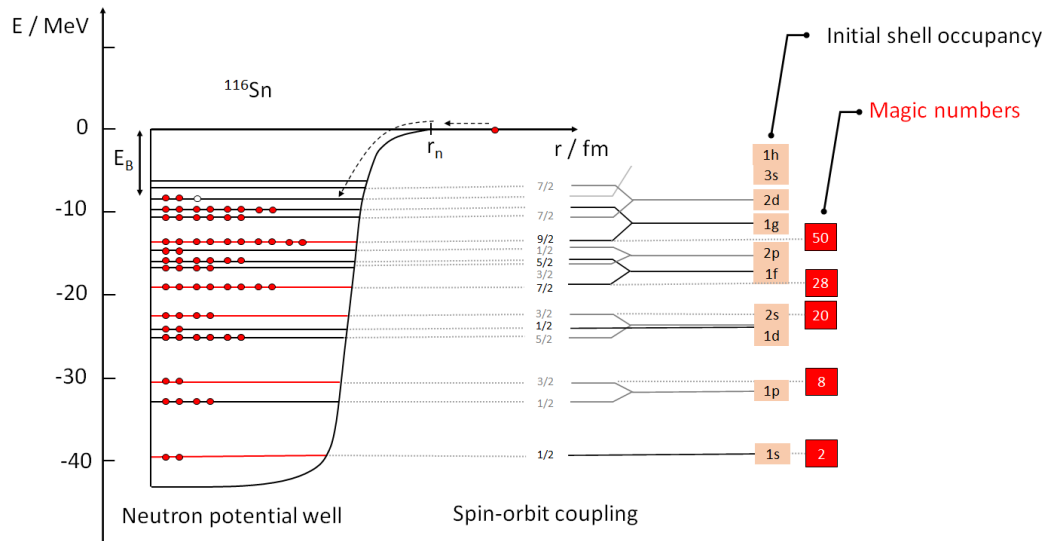 E / MeV
Initial shell occupancy
¹¹⁶Sn
Magic numbers
0
E_B
r_n
r / fm
1h
3s
7/2
2d
-10
7/2
1g
9/2
50
1/2
2p
5/2
3/2
1f
7/2
28
-20
3/2
2s
20
1/2
1d
5/2
-30
3/2
8
1p
1/2
-40
1/2
1s
2
Neutron potential well
Spin-orbit coupling